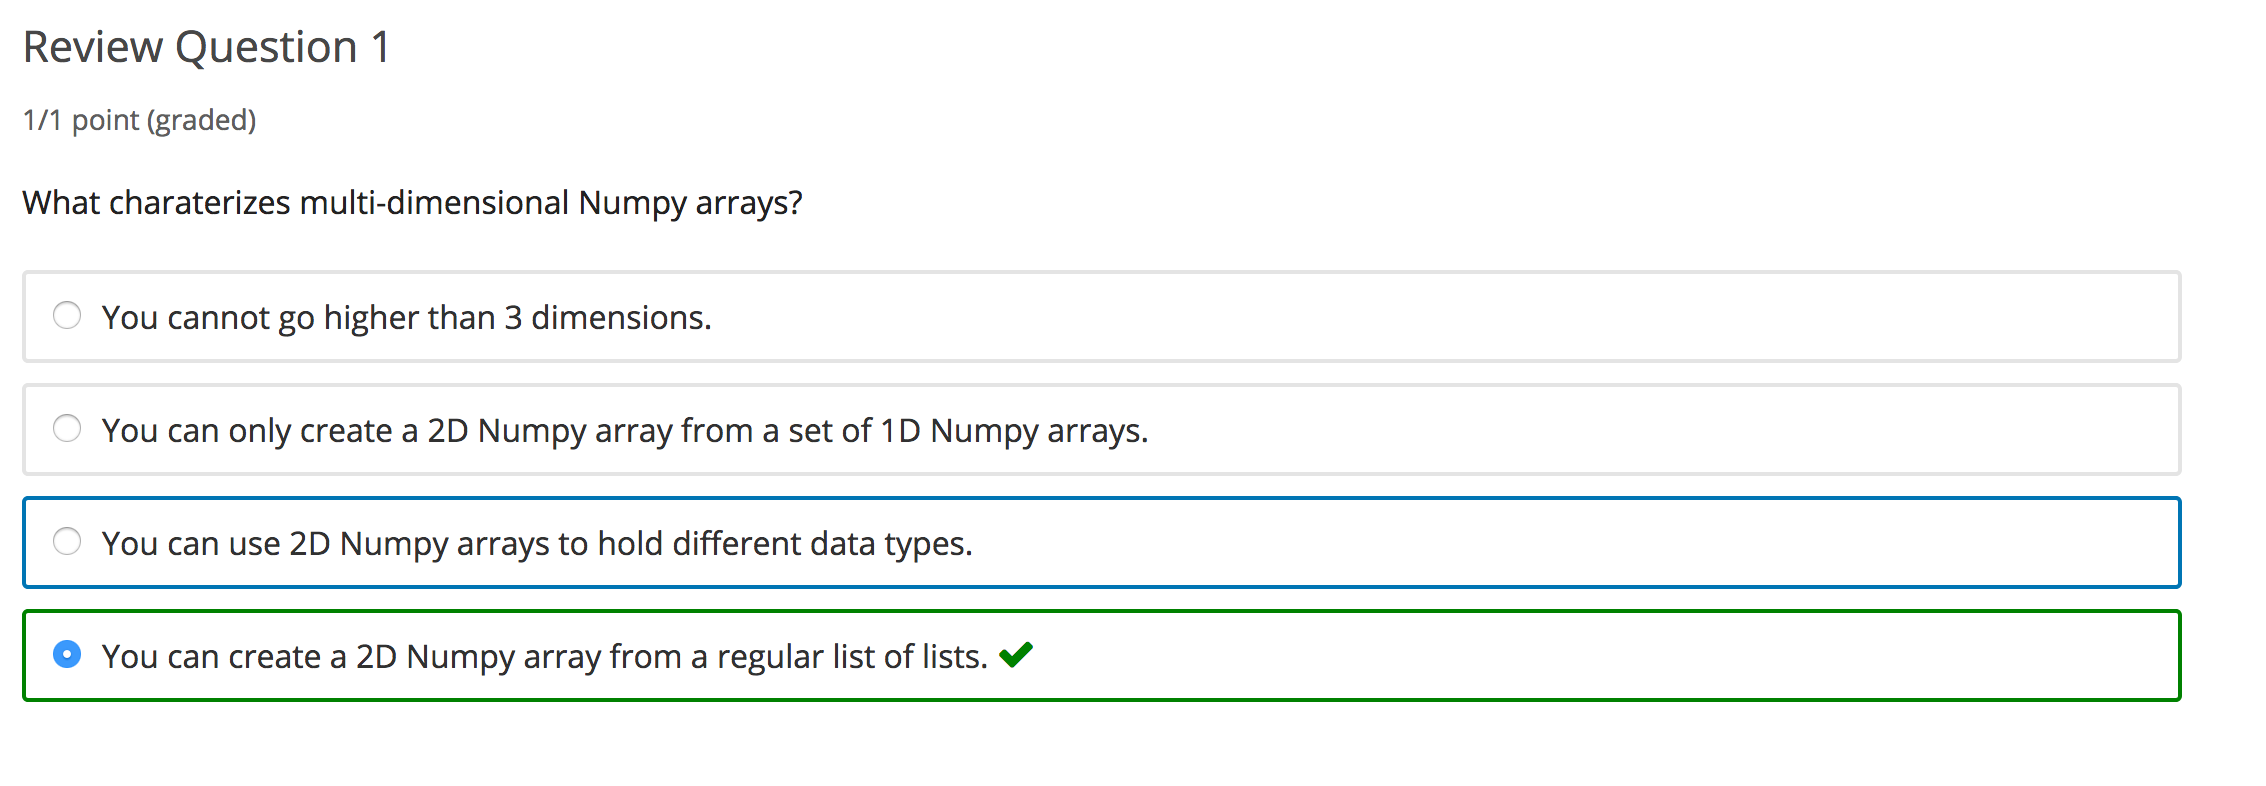 Review Question 1
1/1 point (graded)
What charaterizes multi-dimensional Numpy arrays?
You cannot go higher than 3 dimensions.
You can only create a 2D Numpy array from a set of 1D Numpy arrays.
You can use 2D Numpy arrays to hold different data types.
You can create a 2D Numpy array from a regular list of lists.